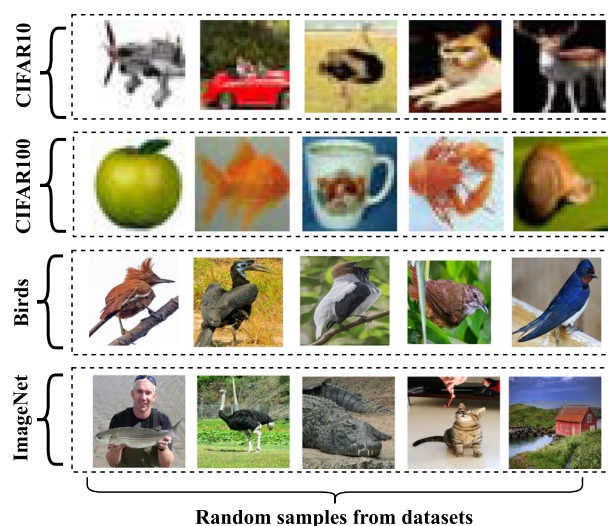 CIFAR10
CIFAR100
Birds
ImageNet
Random samples from datasets